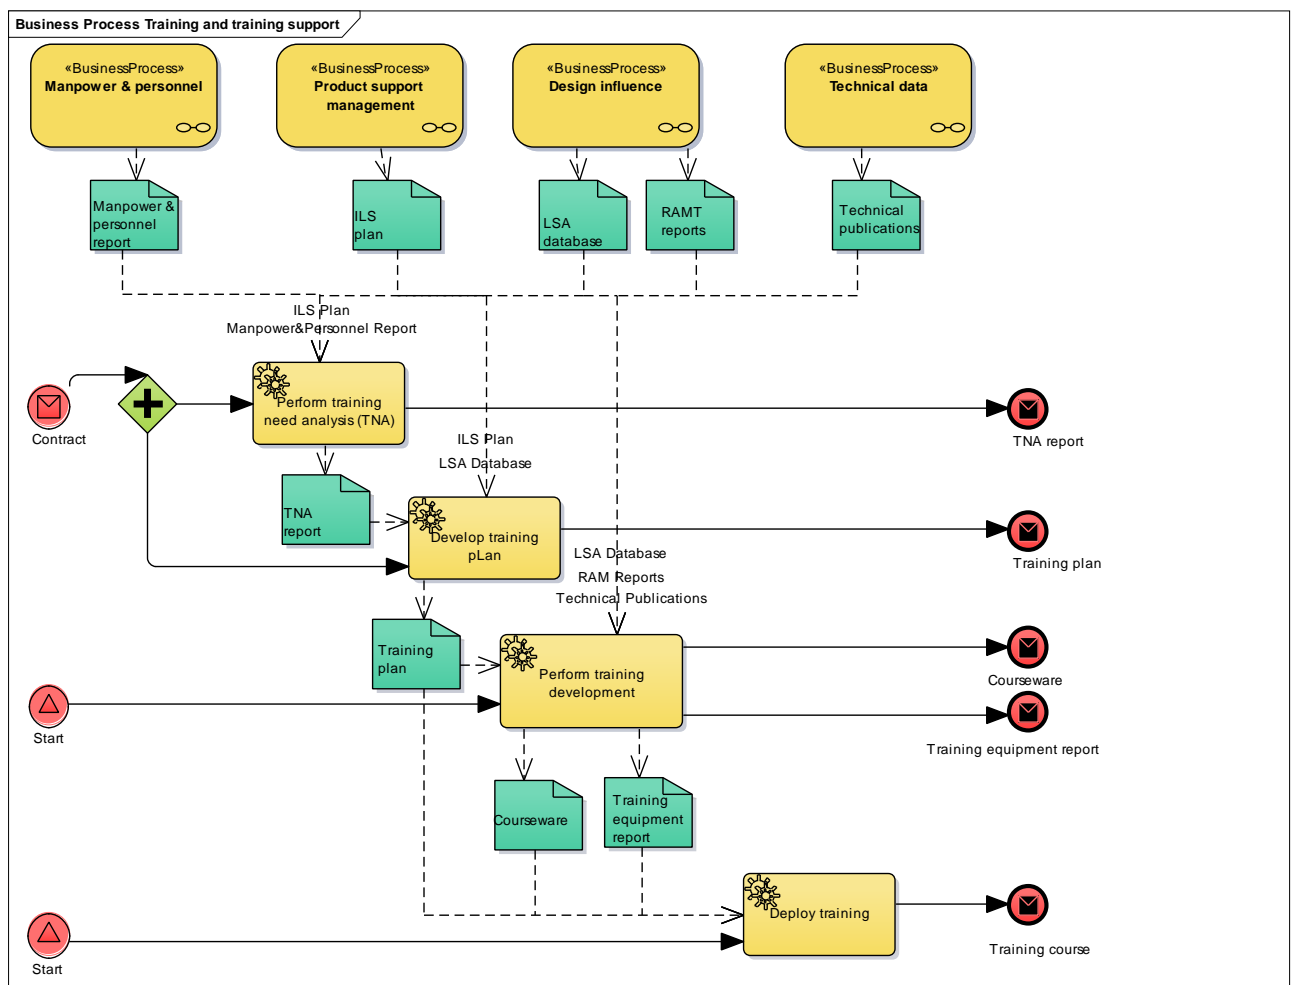 Business Process Training and training support
«BusinessProcess»
Manpower & personnel
«BusinessProcess»
Product support
management
«BusinessProcess»
Design influence
«BusinessProcess»
Technical data
Manpower &
personnel
report
ILS
plan
LSA
database
RAMT
reports
Technical
publications
ILS Plan
Manpower&Personnel Report
Contract
Perform training
need analysis (TNA)
TNA report
ILS Plan
LSA Database
TNA
report
Develop training
pLan
Training plan
LSA Database
RAM Reports
Technical Publications
Training
plan
Perform training
development
Courseware
Start
Training equipment report
Courseware
Training
equipment
report
Deploy training
Start
Training course